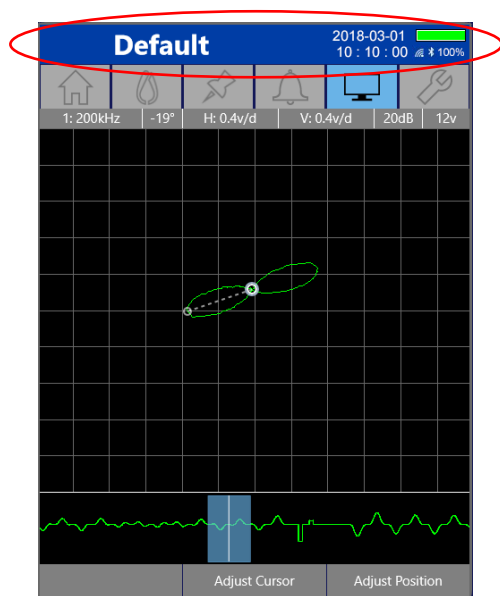 Default
2018-03-01
10 : 10 : 00 100%
1: 200kHz -19° H: 0.4v/d V: 0.4v/d 20dB 12v
Adjust Cursor Adjust Position